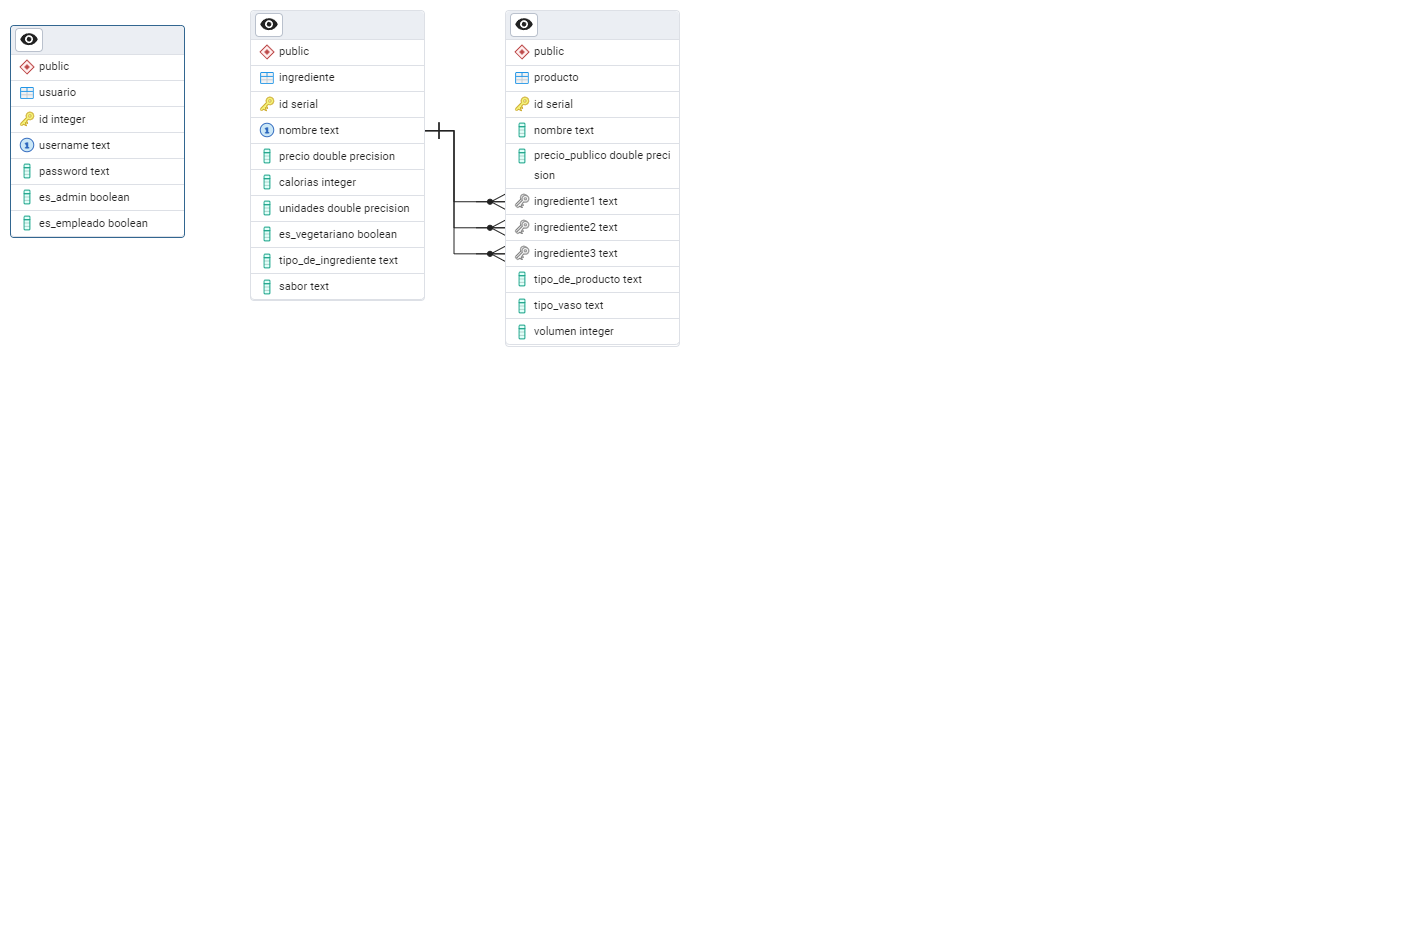 public
usuario
id integer
username text
password text
es_admin boolean
es_empleado boolean
public
ingrediente
id serial
nombre text
precio double precision
calorias integer
unidades double precision
es_vegetariano boolean
tipo_de_ingrediente text
sabor text
public
producto
id serial
nombre text
precio_publico double preci
sion
ingrediente1 text
ingrediente2 text
ingrediente3 text
tipo_de_producto text
tipo_vaso text
volumen integer